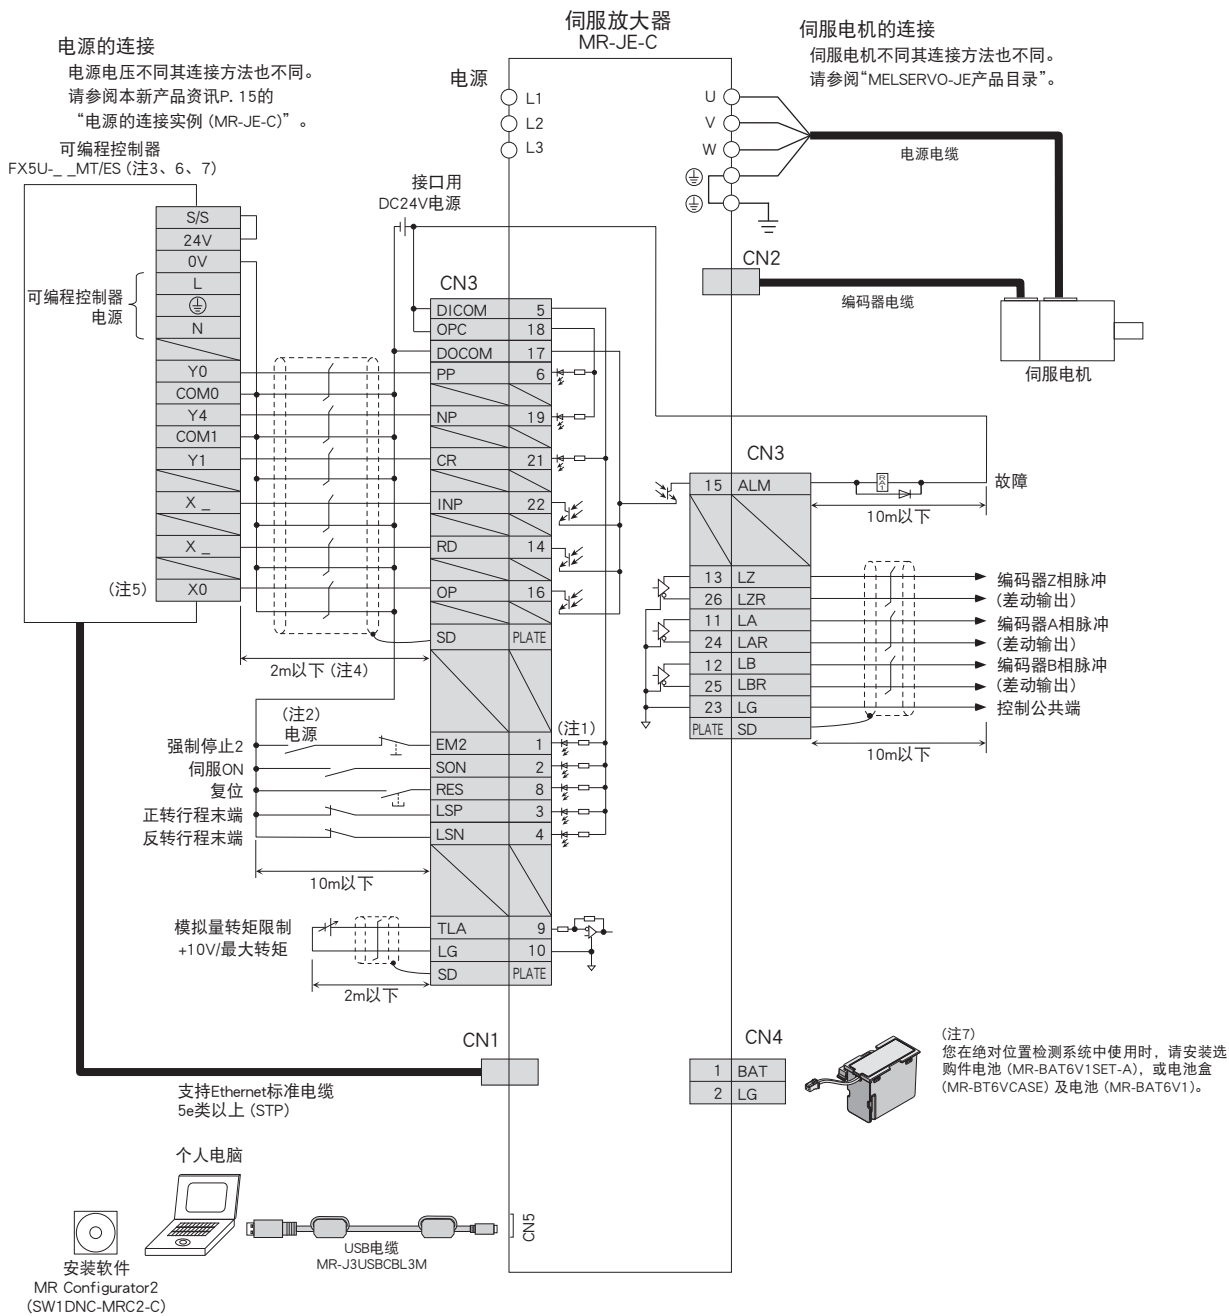 伺服放大器
MR-JE-C
电源的连接
电源电压不同其连接方法也不同。
请参阅本新产品资讯P. 15的
“电源的连接实例 (MR-JE-C)” 。
伺服电机的连接
伺服电机不同其连接方法也不同。
请参阅“MELSERVO-JE产品目录”。
电源
L1
L2
L3
U
V
W
电源电缆
可编程控制器
FX5U-_ _MT/ES (注3、6、7)
接口用
DC24V电源
S/S
24V
0V
L
N
可编程控制器
电源
Y0
COM0
Y4
COM1
Y1
X _
X _
(注5)
X0
2m以下 (注4)
CN3
DICOM 5
OPC 18
DOCOM 17
PP 6
NP 19
CR 21
INP 22
RD 14
OP 16
SD PLATE
CN2
编码器电缆
伺服电机
CN3
15 ALM
RA1
故障
10m以下
13 LZ
26 LZR
11 LA
24 LAR
12 LB
25 LBR
23 LG
PLATE SD
编码器Z相脉冲
(差动输出)
编码器A相脉冲
(差动输出)
编码器B相脉冲
(差动输出)
控制公共端
10m以下
(注2)
电源
(注1)
强制停止2
EM2 1
伺服ON
SON 2
复位
RES 8
正转行程末端
LSP 3
反转行程末端
LSN 4
10m以下
模拟量转矩限制
+10V/最大转矩
TLA 9
LG 10
SD PLATE
2m以下
CN1
支持Ethernet标准电缆
5e类以上 (STP)
CN4
1 BAT
2 LG
(注7)
您在绝对位置检测系统中使用时，请安装选
购件电池 (MR-BAT6V1SET-A)，或电池盒
(MR-BT6VCASE) 及电池 (MR-BAT6V1)。
个人电脑
CN5
USB电缆
MR-J3USBCBL3M
安装软件
MR Configurator2
(SW1DNC-MRC2-C)